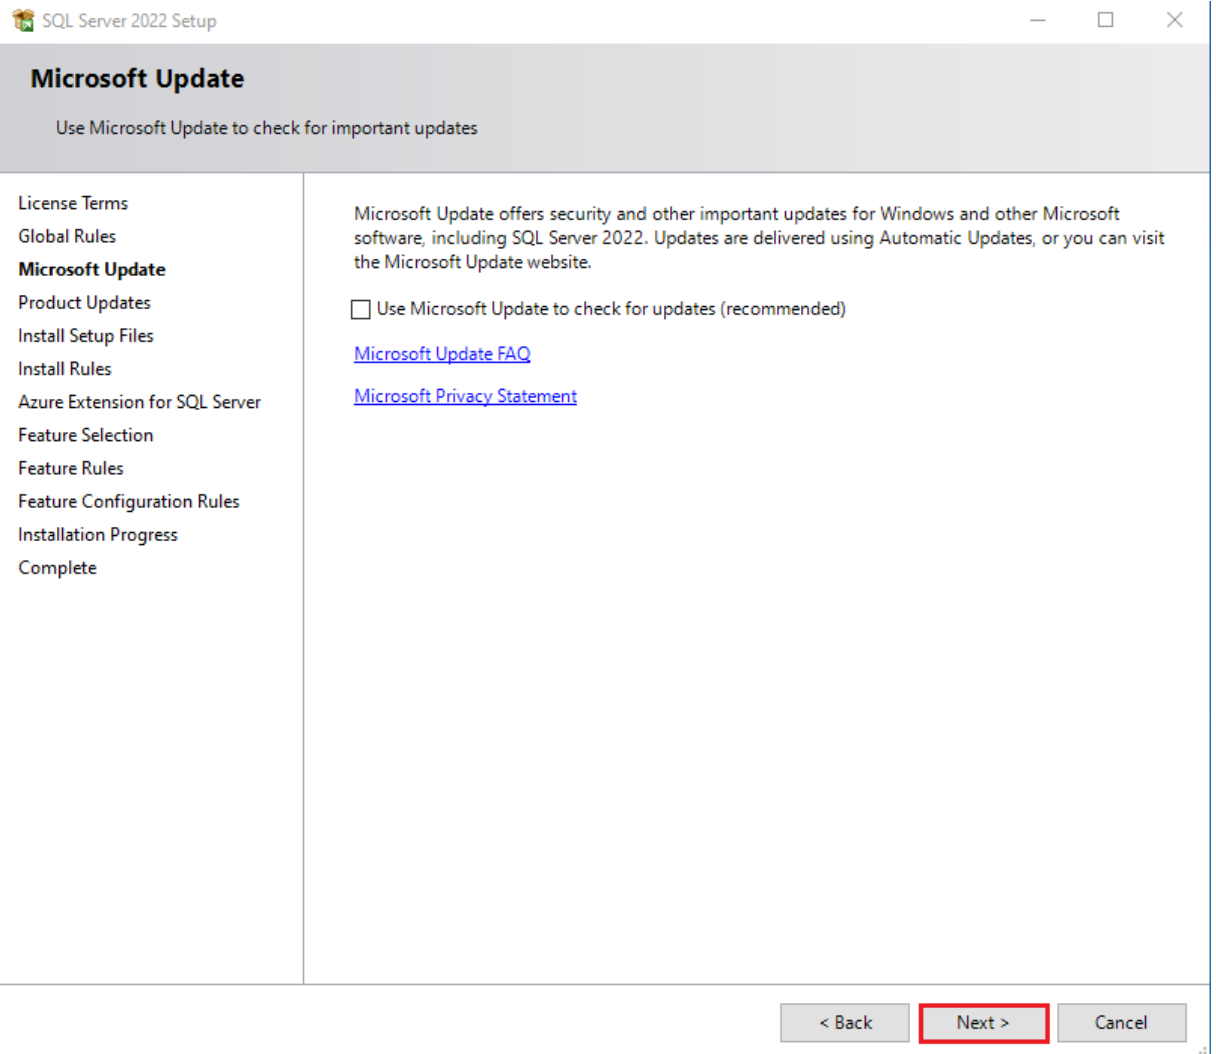 SQL Server 2022 Setup
Microsoft Update
Use Microsoft Update to check for important updates
License Terms
Global Rules
Microsoft Update
Product Updates
Install Setup Files
Install Rules
Azure Extension for SQL Server
Feature Selection
Feature Rules
Feature Configuration Rules
Installation Progress
Complete
Microsoft Update offers security and other important updates for Windows and other Microsoft
software, including SQL Server 2022. Updates are delivered using Automatic Updates, or you can visit
the Microsoft Update website.
Use Microsoft Update to check for updates (recommended)
Microsoft Update FAQ
Microsoft Privacy Statement
< Back
Next >
Cancel